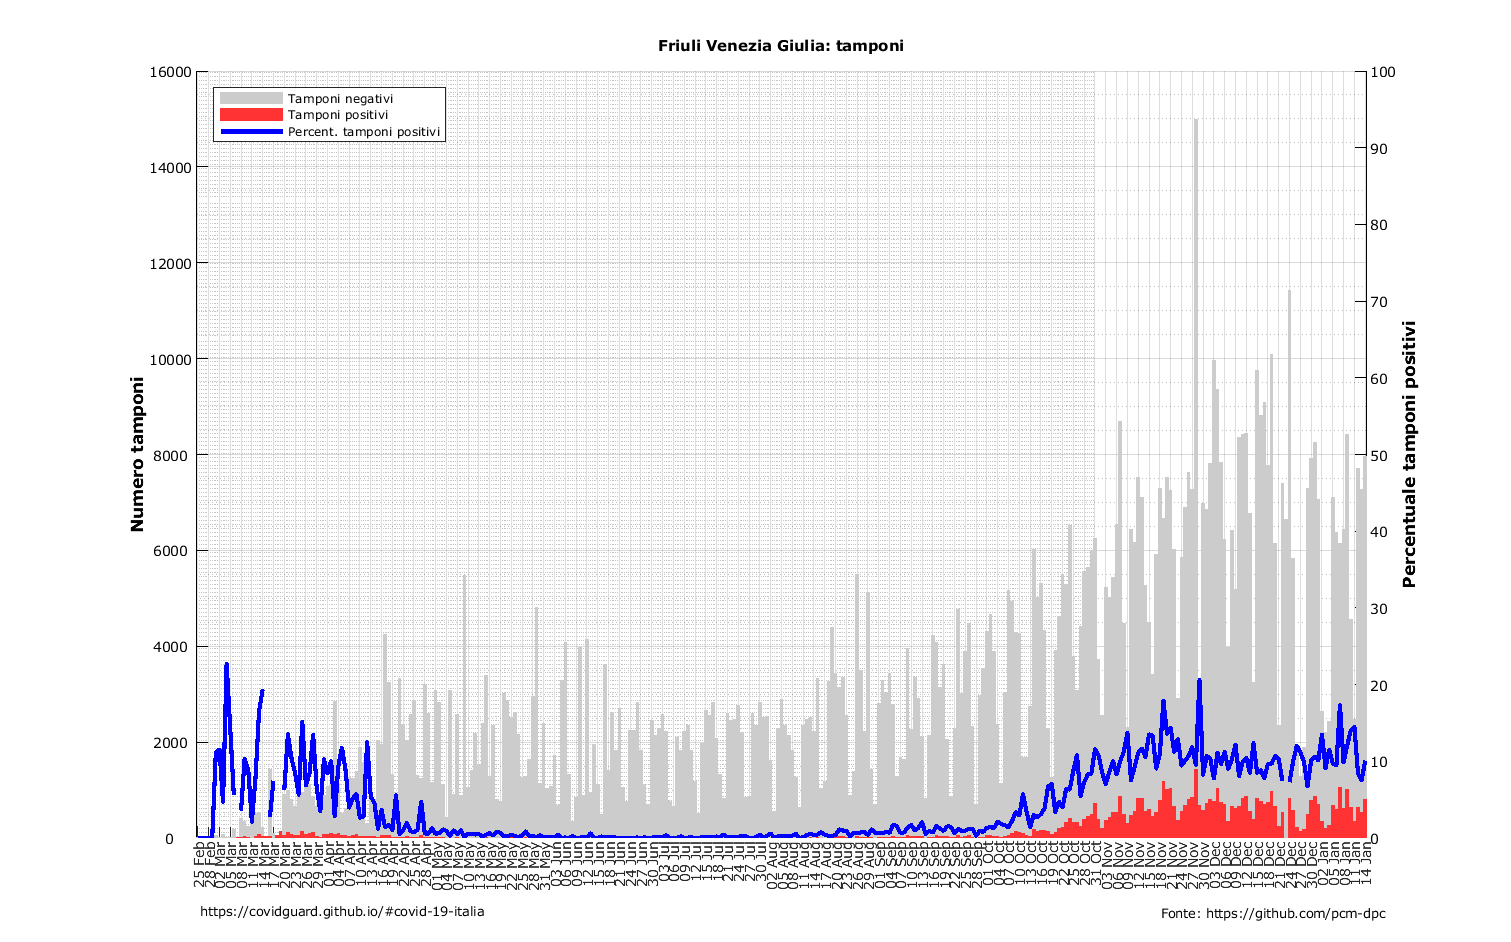 Friuli Venezia Giulia: tamponi
Tamponi negativi
Tamponi positivi
Percent. tamponi positivi
Numero tamponi
16000
14000
12000
10000
8000
6000
4000
2000
0
Percentuale tamponi positivi
100
90
80
70
60
50
40
30
20
10
0
25 Feb
28 Feb
02 Mar
05 Mar
08 Mar
11 Mar
14 Mar
17 Mar
20 Mar
23 Mar
26 Mar
29 Mar
01 Apr
04 Apr
07 Apr
10 Apr
13 Apr
16 Apr
19 Apr
22 Apr
25 Apr
28 Apr
01 May
04 May
07 May
10 May
13 May
16 May
19 May
22 May
25 May
28 May
31 May
03 Jun
06 Jun
09 Jun
12 Jun
15 Jun
18 Jun
21 Jun
24 Jun
27 Jun
30 Jun
03 Jul
06 Jul
09 Jul
12 Jul
15 Jul
18 Jul
21 Jul
24 Jul
27 Jul
30 Jul
02 Aug
05 Aug
08 Aug
11 Aug
14 Aug
17 Aug
20 Aug
23 Aug
26 Aug
29 Aug
01 Sep
04 Sep
07 Sep
10 Sep
13 Sep
16 Sep
19 Sep
22 Sep
25 Sep
28 Sep
01 Oct
04 Oct
07 Oct
10 Oct
13 Oct
16 Oct
19 Oct
22 Oct
25 Oct
28 Oct
31 Oct
03 Nov
06 Nov
09 Nov
12 Nov
15 Nov
18 Nov
21 Nov
24 Nov
27 Nov
30 Nov
03 Dec
06 Dec
09 Dec
12 Dec
15 Dec
18 Dec
21 Dec
24 Dec
27 Dec
30 Dec
02 Jan
05 Jan
08 Jan
11 Jan
14 Jan
https://covidguard.github.io/#covid-19-italia
Fonte: https://github.com/pcm-dpc